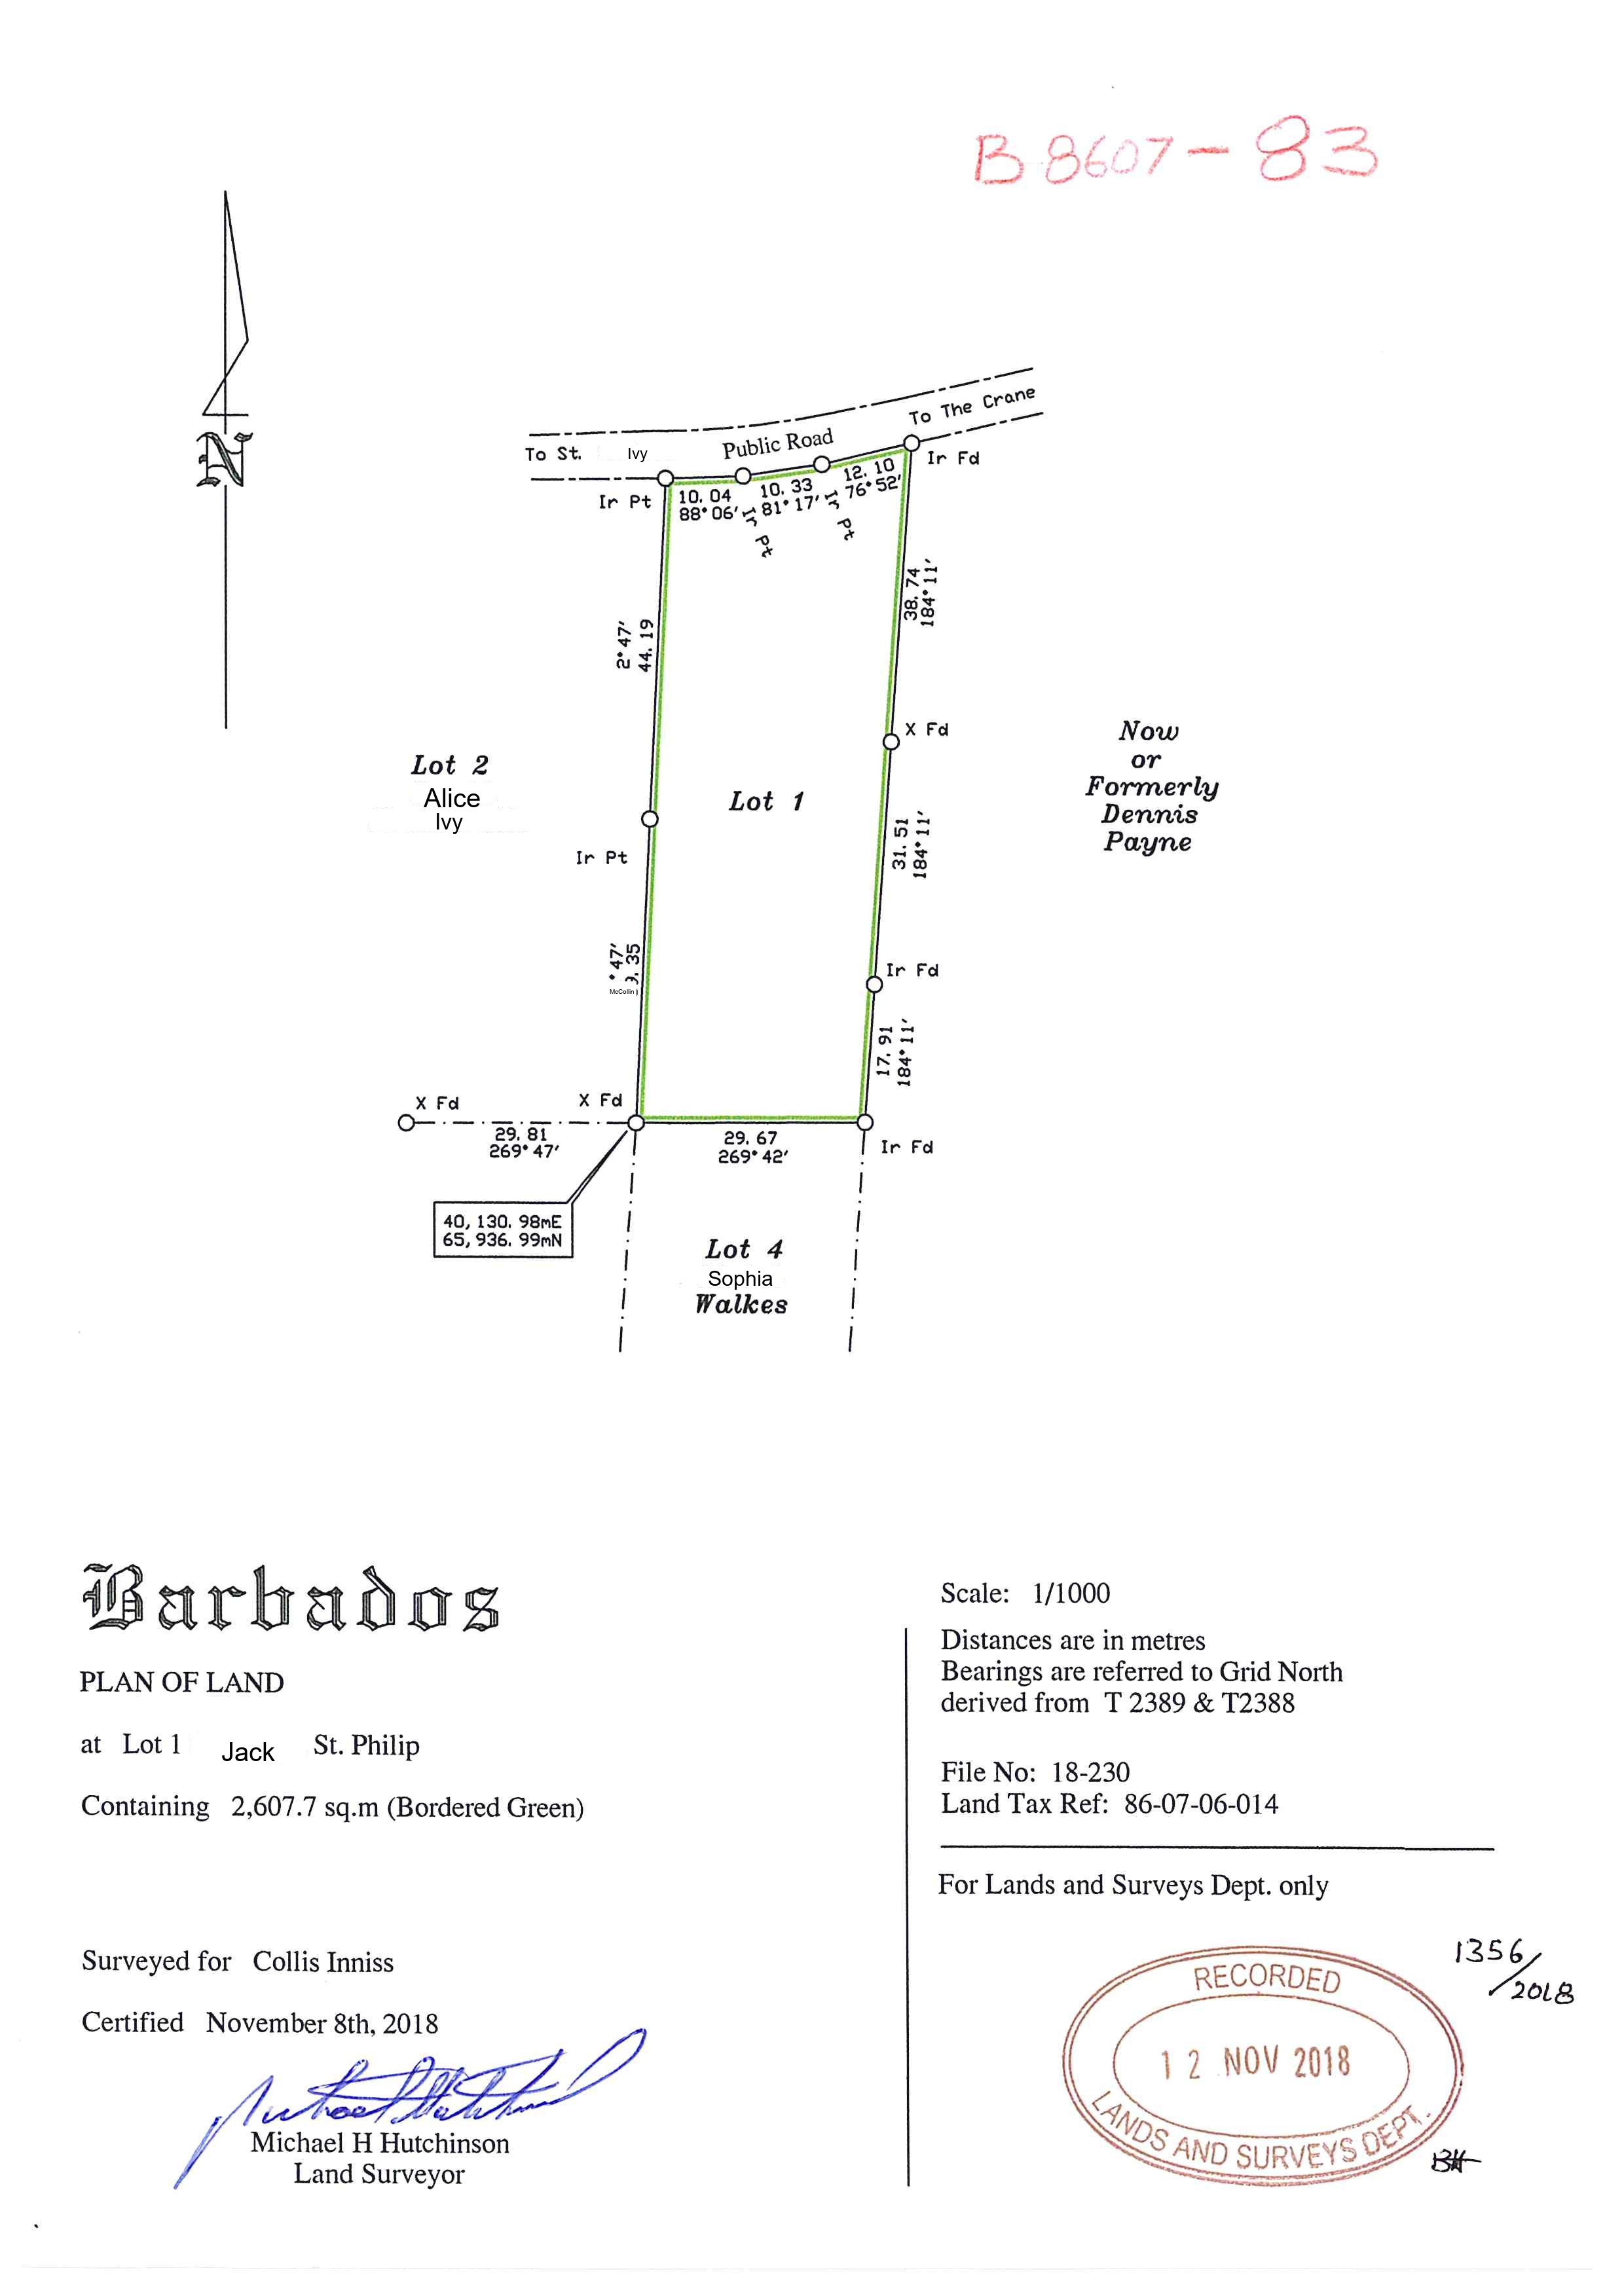 B 8607-83
N
To The Crane
Public Road
To St. Ivy
Ir Fd
Ir Pt
10.04
88°06'
Ir Pt
10.33
81°17'
Ir Pt
12.10
76°52'
38.74
184°11'
2°47'
44.19
X Fd
Now
or
Formerly
Dennis
Payne
Lot 2
Alice
Ivy
Lot 1
31.51
184°11'
Ir Pt
°47'
.35
McCollin
Ir Fd
17.91
184°11'
X Fd
X Fd
29.81
269°47'
29.67
269°42'
Ir Fd
40,130.98mE
65,936.99mN
Lot 4
Sophia
Walkes
Barbados
PLAN OF LAND
at Lot 1 Jack St. Philip
Containing 2,607.7 sq.m (Bordered Green)
Surveyed for Collis Inniss
Certified November 8th, 2018
Michael H Hutchinson
Land Surveyor
Scale: 1/1000
Distances are in metres
Bearings are referred to Grid North
derived from T 2389 & T2388
File No: 18-230
Land Tax Ref: 86-07-06-014
For Lands and Surveys Dept. only
1356/2018
RECORDED
12 NOV 2018
LANDS AND SURVEYS DEPT.